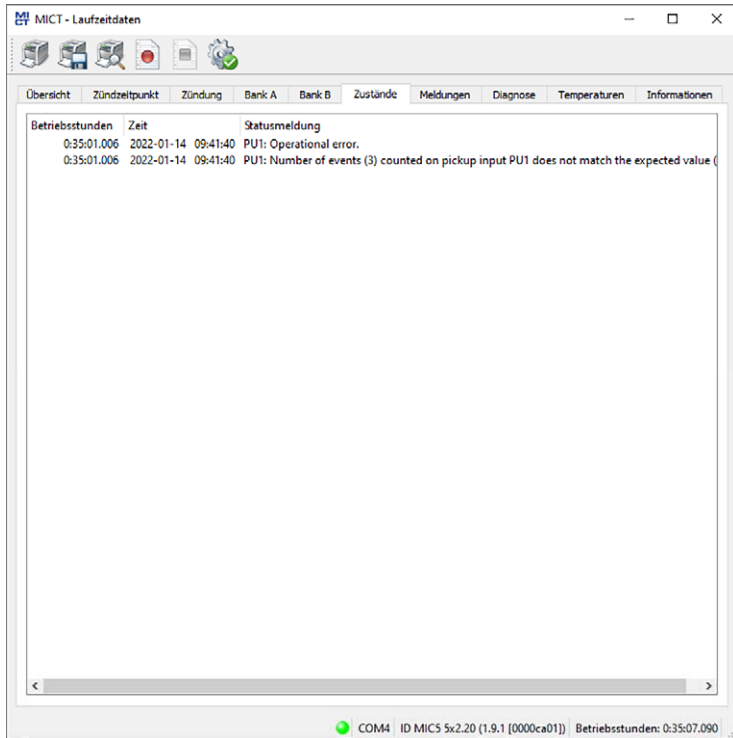 MICT - Laufzeitdaten
Übersicht Zündzeitpunkt Zündung Bank A Bank B Zustände Meldungen Diagnose Temperaturen Informationen
Betriebsstunden Zeit Statusmeldung
0:35:01.006 2022-01-14 09:41:40 PU1: Operational error.
0:35:01.006 2022-01-14 09:41:40 PU1: Number of events (3) counted on pickup input PU1 does not match the expected value (
COM4 ID MIC5 5x2.20 (1.9.1 [0000ca01]) Betriebsstunden: 0:35:07.090